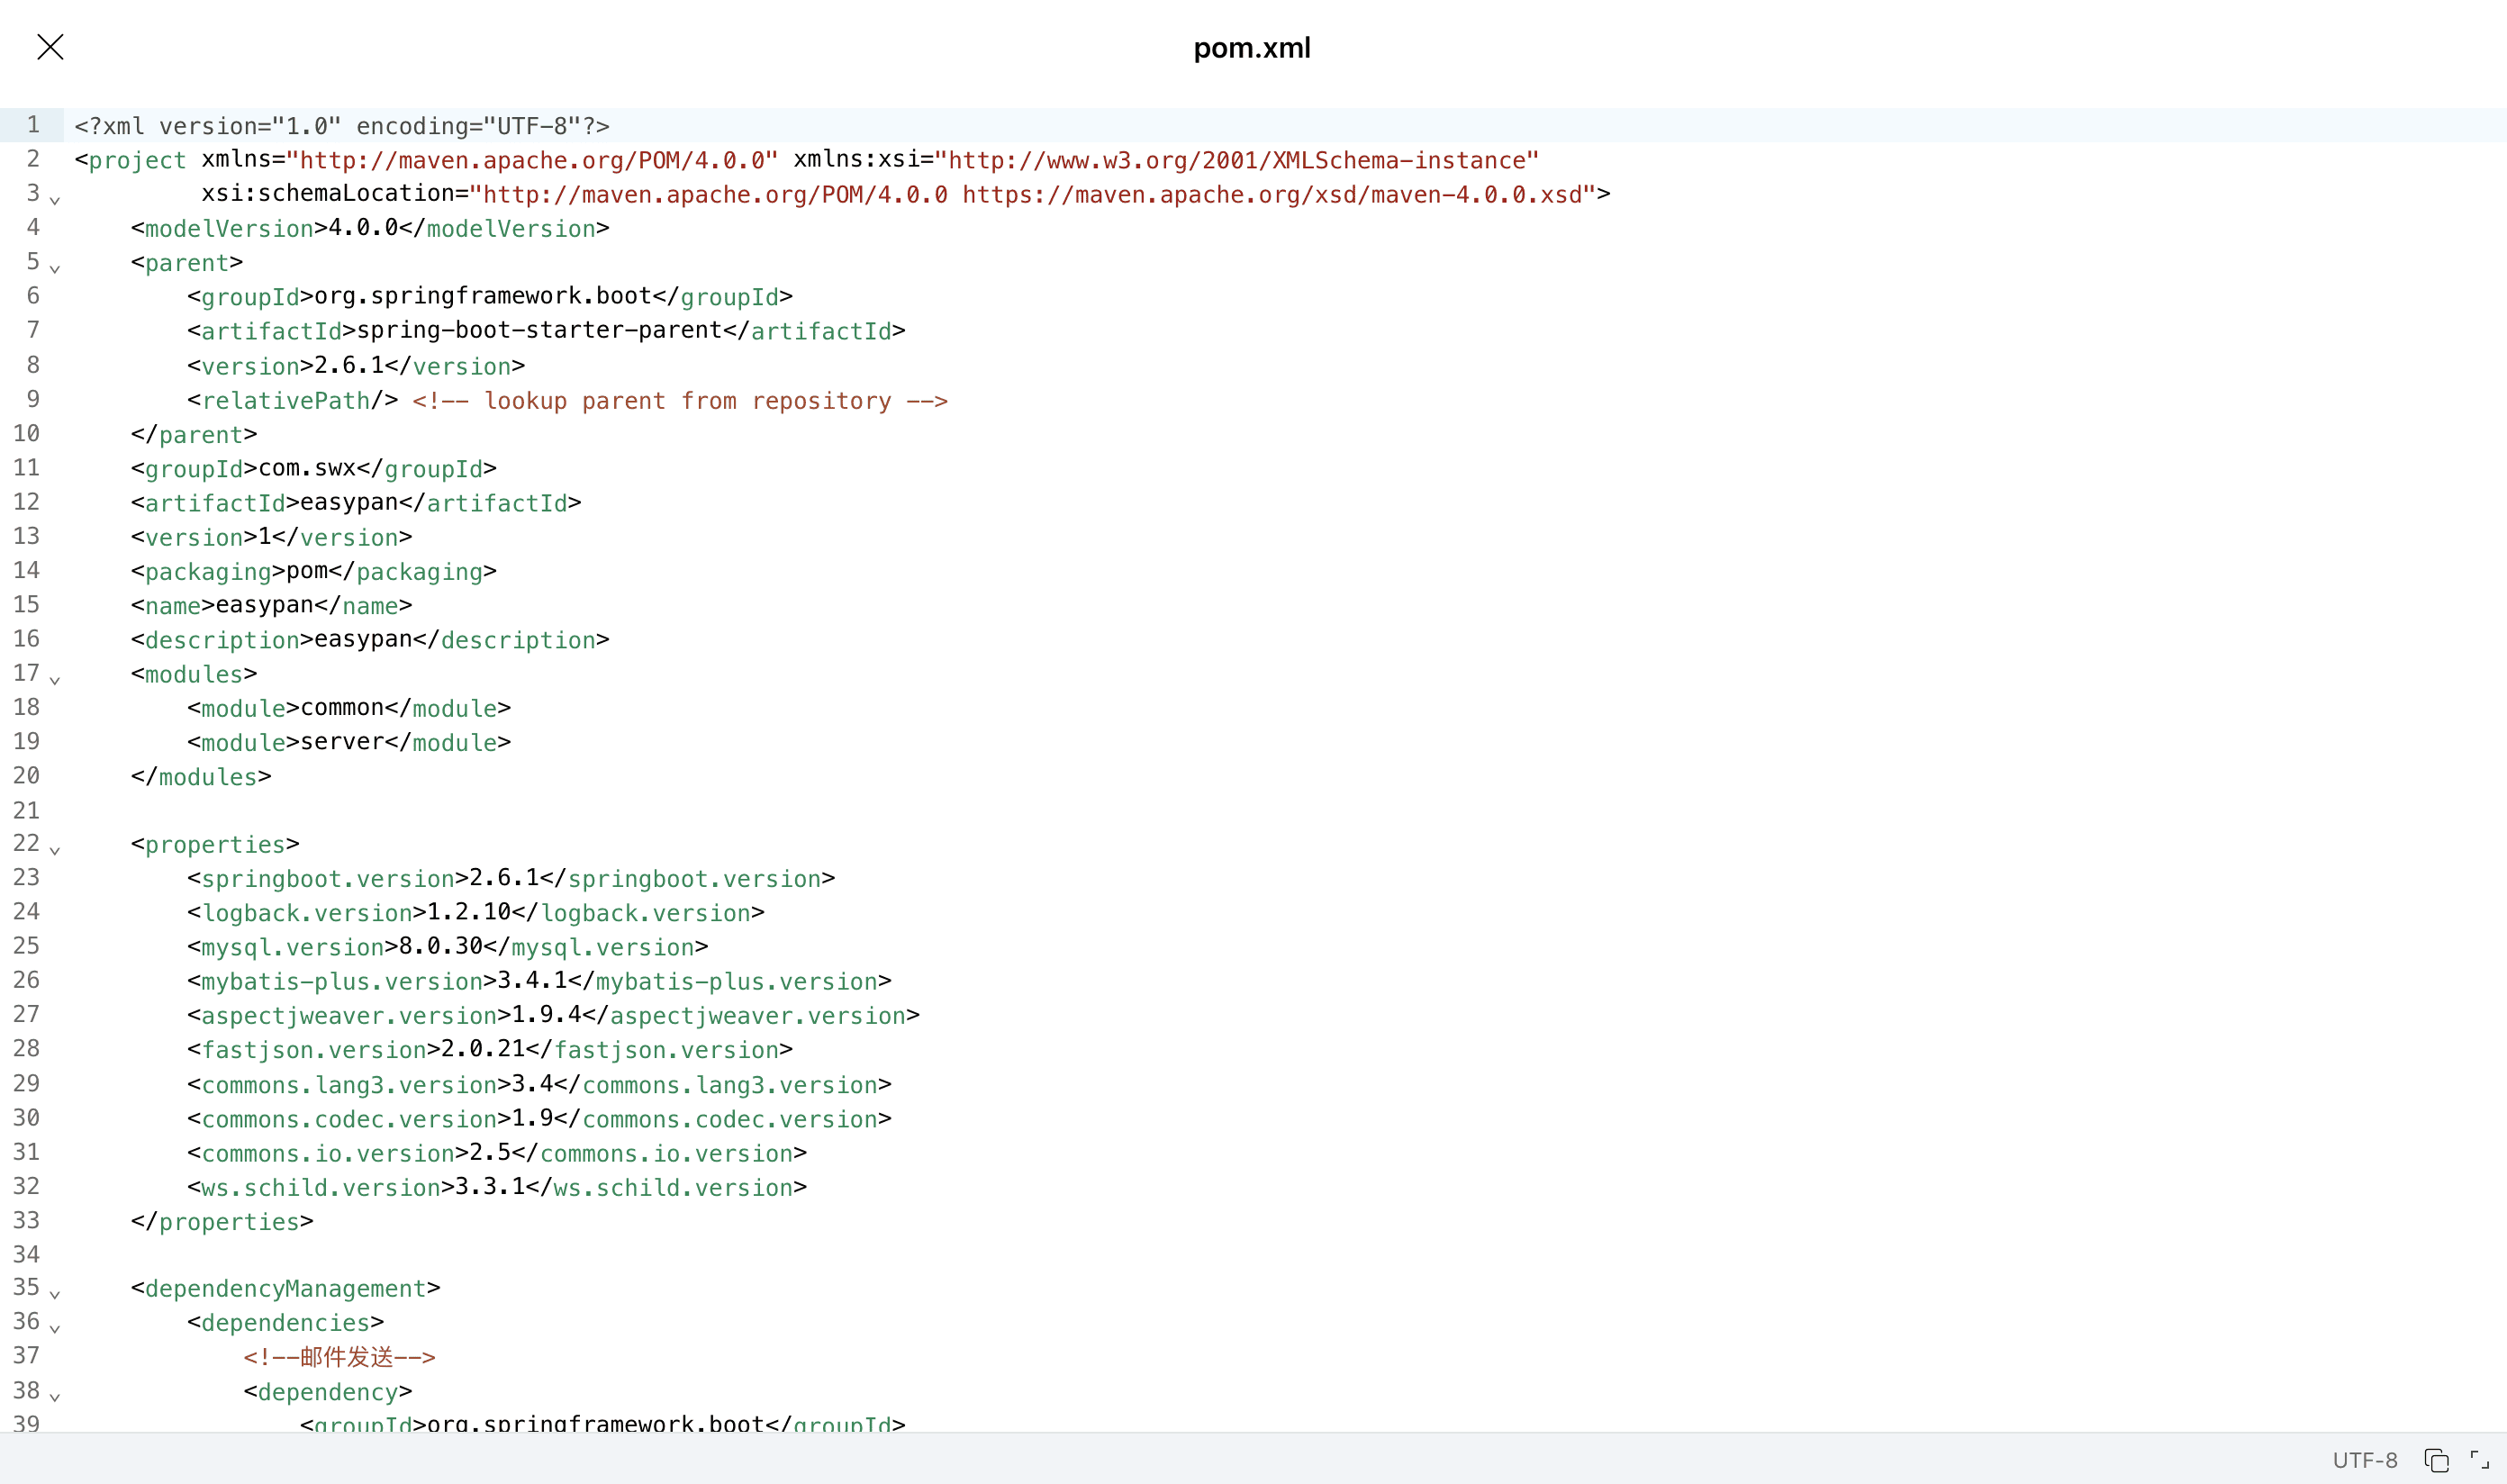 pom.xml
1 <?xml version="1.0" encoding="UTF-8"?>
2 <project xmlns="http://maven.apache.org/POM/4.0.0" xmlns:xsi="http://www.w3.org/2001/XMLSchema-instance"
3          xsi:schemaLocation="http://maven.apache.org/POM/4.0.0 https://maven.apache.org/xsd/maven-4.0.0.xsd">
4     <modelVersion>4.0.0</modelVersion>
5     <parent>
6         <groupId>org.springframework.boot</groupId>
7         <artifactId>spring-boot-starter-parent</artifactId>
8         <version>2.6.1</version>
9         <relativePath/> <!-- lookup parent from repository -->
10     </parent>
11     <groupId>com.swx</groupId>
12     <artifactId>easypan</artifactId>
13     <version>1</version>
14     <packaging>pom</packaging>
15     <name>easypan</name>
16     <description>easypan</description>
17     <modules>
18         <module>common</module>
19         <module>server</module>
20     </modules>
21
22     <properties>
23         <springboot.version>2.6.1</springboot.version>
24         <logback.version>1.2.10</logback.version>
25         <mysql.version>8.0.30</mysql.version>
26         <mybatis-plus.version>3.4.1</mybatis-plus.version>
27         <aspectjweaver.version>1.9.4</aspectjweaver.version>
28         <fastjson.version>2.0.21</fastjson.version>
29         <commons.lang3.version>3.4</commons.lang3.version>
30         <commons.codec.version>1.9</commons.codec.version>
31         <commons.io.version>2.5</commons.io.version>
32         <ws.schild.version>3.3.1</ws.schild.version>
33     </properties>
34
35     <dependencyManagement>
36         <dependencies>
37             <!--邮件发送-->
38             <dependency>
39                 <groupId>org.springframework.boot</groupId>
UTF-8